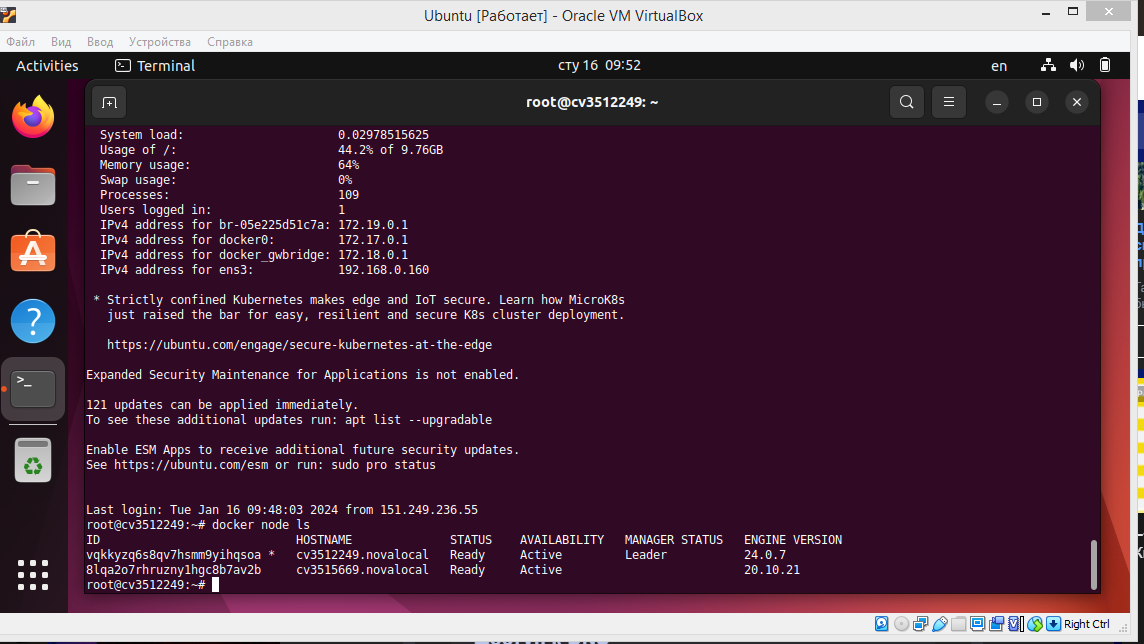 Ubuntu [Работает] - Oracle VM VirtualBox
Файл Вид Ввод Устройства Справка
Activities Terminal сту 16 09:52 en
root@cv3512249: ~
System load: 0.02978515625
Usage of /: 44.2% of 9.76GB
Memory usage: 64%
Swap usage: 0%
Processes: 109
Users logged in: 1
IPv4 address for br-05e225d51c7a: 172.19.0.1
IPv4 address for docker0: 172.17.0.1
IPv4 address for docker_gwbridge: 172.18.0.1
IPv4 address for ens3: 192.168.0.160
* Strictly confined Kubernetes makes edge and IoT secure. Learn how MicroK8s
just raised the bar for easy, resilient and secure K8s cluster deployment.
https://ubuntu.com/engage/secure-kubernetes-at-the-edge
Expanded Security Maintenance for Applications is not enabled.
121 updates can be applied immediately.
To see these additional updates run: apt list --upgradable
Enable ESM Apps to receive additional future security updates.
See https://ubuntu.com/esm or run: sudo pro status
Last login: Tue Jan 16 09:48:03 2024 from 151.249.236.55
root@cv3512249:~# docker node ls
ID HOSTNAME STATUS AVAILABILITY MANAGER STATUS ENGINE VERSION
vqkkyzq6s8qv7hsmm9yihqsoa * cv3512249.novalocal Ready Active Leader 24.0.7
8lqa2o7rhruzny1hgc8b7av2b cv3515669.novalocal Ready Active 20.10.21
root@cv3512249:~#
Right Ctrl